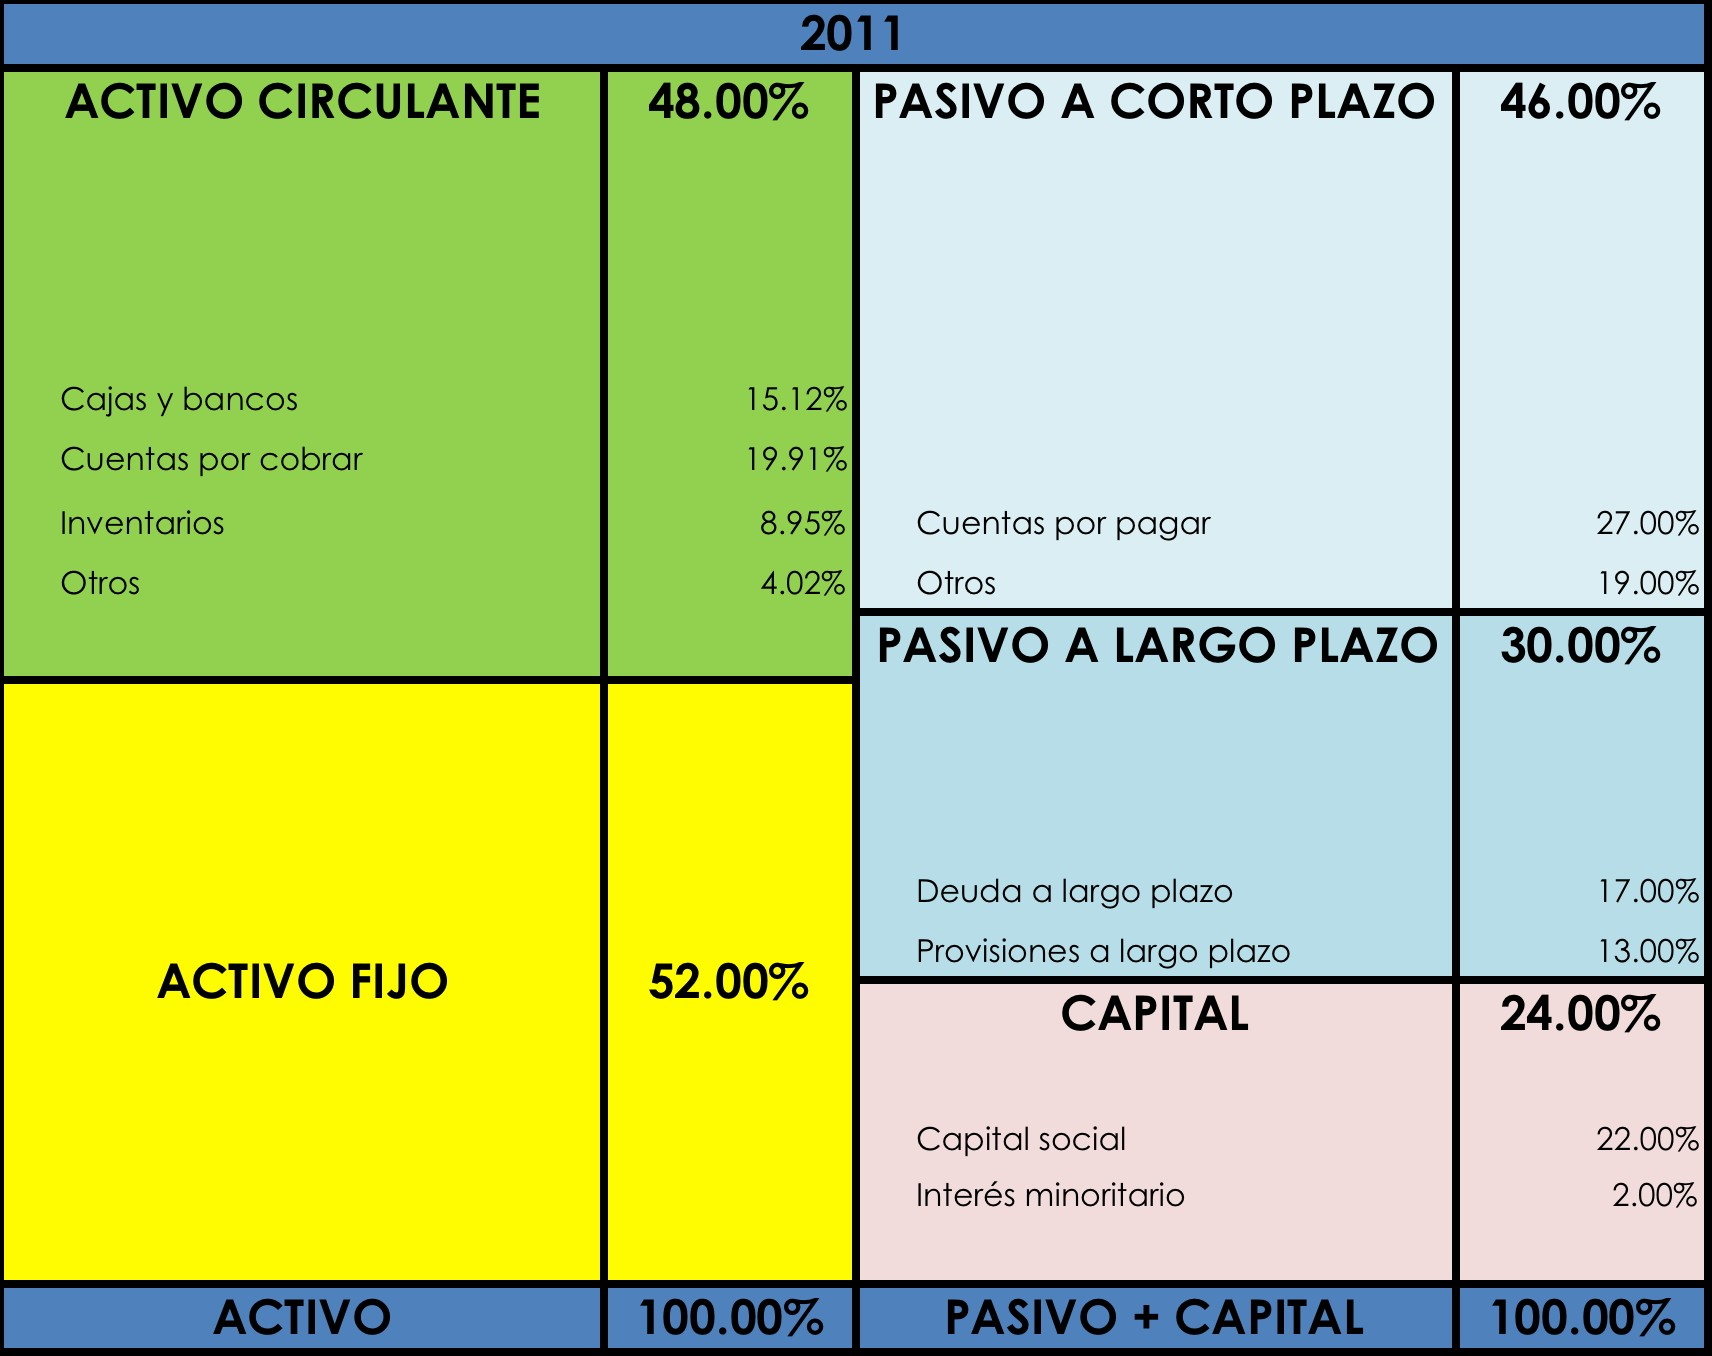 2011
ACTIVO CIRCULANTE 48.00%
Cajas y bancos 15.12%
Cuentas por cobrar 19.91%
Inventarios 8.95%
Otros 4.02%
ACTIVO FIJO 52.00%
ACTIVO 100.00%
PASIVO A CORTO PLAZO 46.00%
Cuentas por pagar 27.00%
Otros 19.00%
PASIVO A LARGO PLAZO 30.00%
Deuda a largo plazo 17.00%
Provisiones a largo plazo 13.00%
CAPITAL 24.00%
Capital social 22.00%
Interés minoritario 2.00%
PASIVO + CAPITAL 100.00%